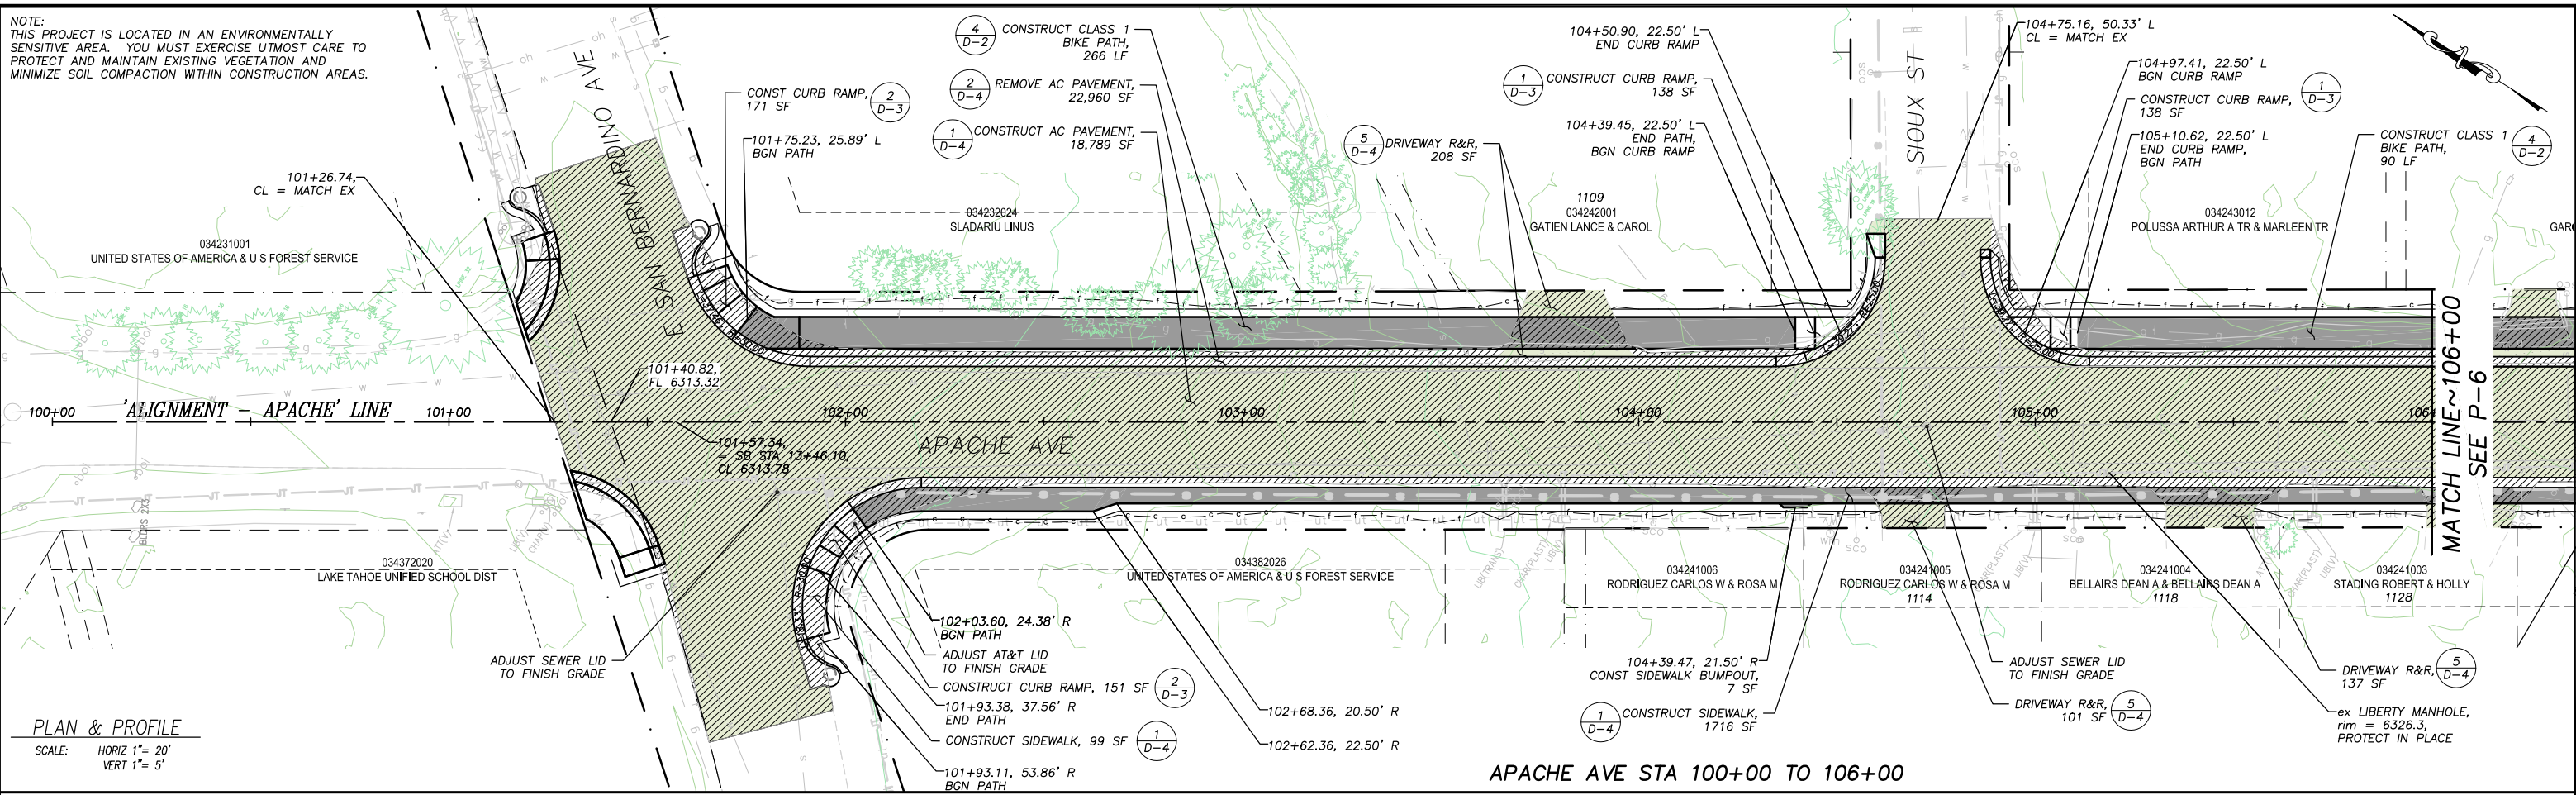 NOTE:
THIS PROJECT IS LOCATED IN AN ENVIRONMENTALLY
SENSITIVE AREA. YOU MUST EXERCISE UTMOST CARE TO
PROTECT AND MAINTAIN EXISTING VEGETATION AND
MINIMIZE SOIL COMPACTION WITHIN CONSTRUCTION AREAS.
101+26.74,
CL = MATCH EX
034231001
UNITED STATES OF AMERICA & U S FOREST SERVICE
E SAN BERNARDINO AVE
CONST CURB RAMP,
171 SF
2
D-3
101+75.23, 25.89' L
BGN PATH
4
D-2
CONSTRUCT CLASS 1
BIKE PATH,
266 LF
2
D-4
REMOVE AC PAVEMENT,
22,960 SF
1
D-4
CONSTRUCT AC PAVEMENT,
18,789 SF
034232024
SLADARIU LINUS
5
D-4
DRIVEWAY R&R,
208 SF
104+50.90, 22.50' L
END CURB RAMP
1
D-3
CONSTRUCT CURB RAMP,
138 SF
104+39.45, 22.50' L
END PATH,
BGN CURB RAMP
1109
034242001
GATIEN LANCE & CAROL
SIOUX ST
104+75.16, 50.33' L
CL = MATCH EX
104+97.41, 22.50' L
BGN CURB RAMP
CONSTRUCT CURB RAMP,
138 SF
1
D-3
105+10.62, 22.50' L
END CURB RAMP,
BGN PATH
CONSTRUCT CLASS 1
BIKE PATH,
90 LF
4
D-2
034243012
POLUSSA ARTHUR A TR & MARLEEN TR
101+40.82,
FL 6313.32
100+00
'ALIGNMENT - APACHE' LINE
101+00
102+00
103+00
104+00
105+00
106
MATCH LINE~106+00
SEE P-6
101+57.34,
= SB STA 13+46.10,
CL 6313.78
APACHE AVE
BLDRS 2X3
034372020
LAKE TAHOE UNIFIED SCHOOL DIST
034382026
UNITED STATES OF AMERICA & U S FOREST SERVICE
034241006
RODRIGUEZ CARLOS W & ROSA M
034241005
RODRIGUEZ CARLOS W & ROSA M
1114
034241004
BELLAIRS DEAN A & BELLAIRS DEAN A
1118
034241003
STADING ROBERT & HOLLY
1128
ADJUST SEWER LID
TO FINISH GRADE
102+03.60, 24.38' R
BGN PATH
ADJUST AT&T LID
TO FINISH GRADE
CONSTRUCT CURB RAMP, 151 SF
2
D-3
101+93.38, 37.56' R
END PATH
CONSTRUCT SIDEWALK, 99 SF
1
D-4
101+93.11, 53.86' R
BGN PATH
102+68.36, 20.50' R
102+62.36, 22.50' R
104+39.47, 21.50' R
CONST SIDEWALK BUMPOUT,
7 SF
1
D-4
CONSTRUCT SIDEWALK,
1716 SF
ADJUST SEWER LID
TO FINISH GRADE
DRIVEWAY R&R,
101 SF
5
D-4
DRIVEWAY R&R,
137 SF
5
D-4
ex LIBERTY MANHOLE,
rim = 6326.3,
PROTECT IN PLACE
PLAN & PROFILE
SCALE: HORIZ 1"= 20'
VERT 1"= 5'
APACHE AVE STA 100+00 TO 106+00